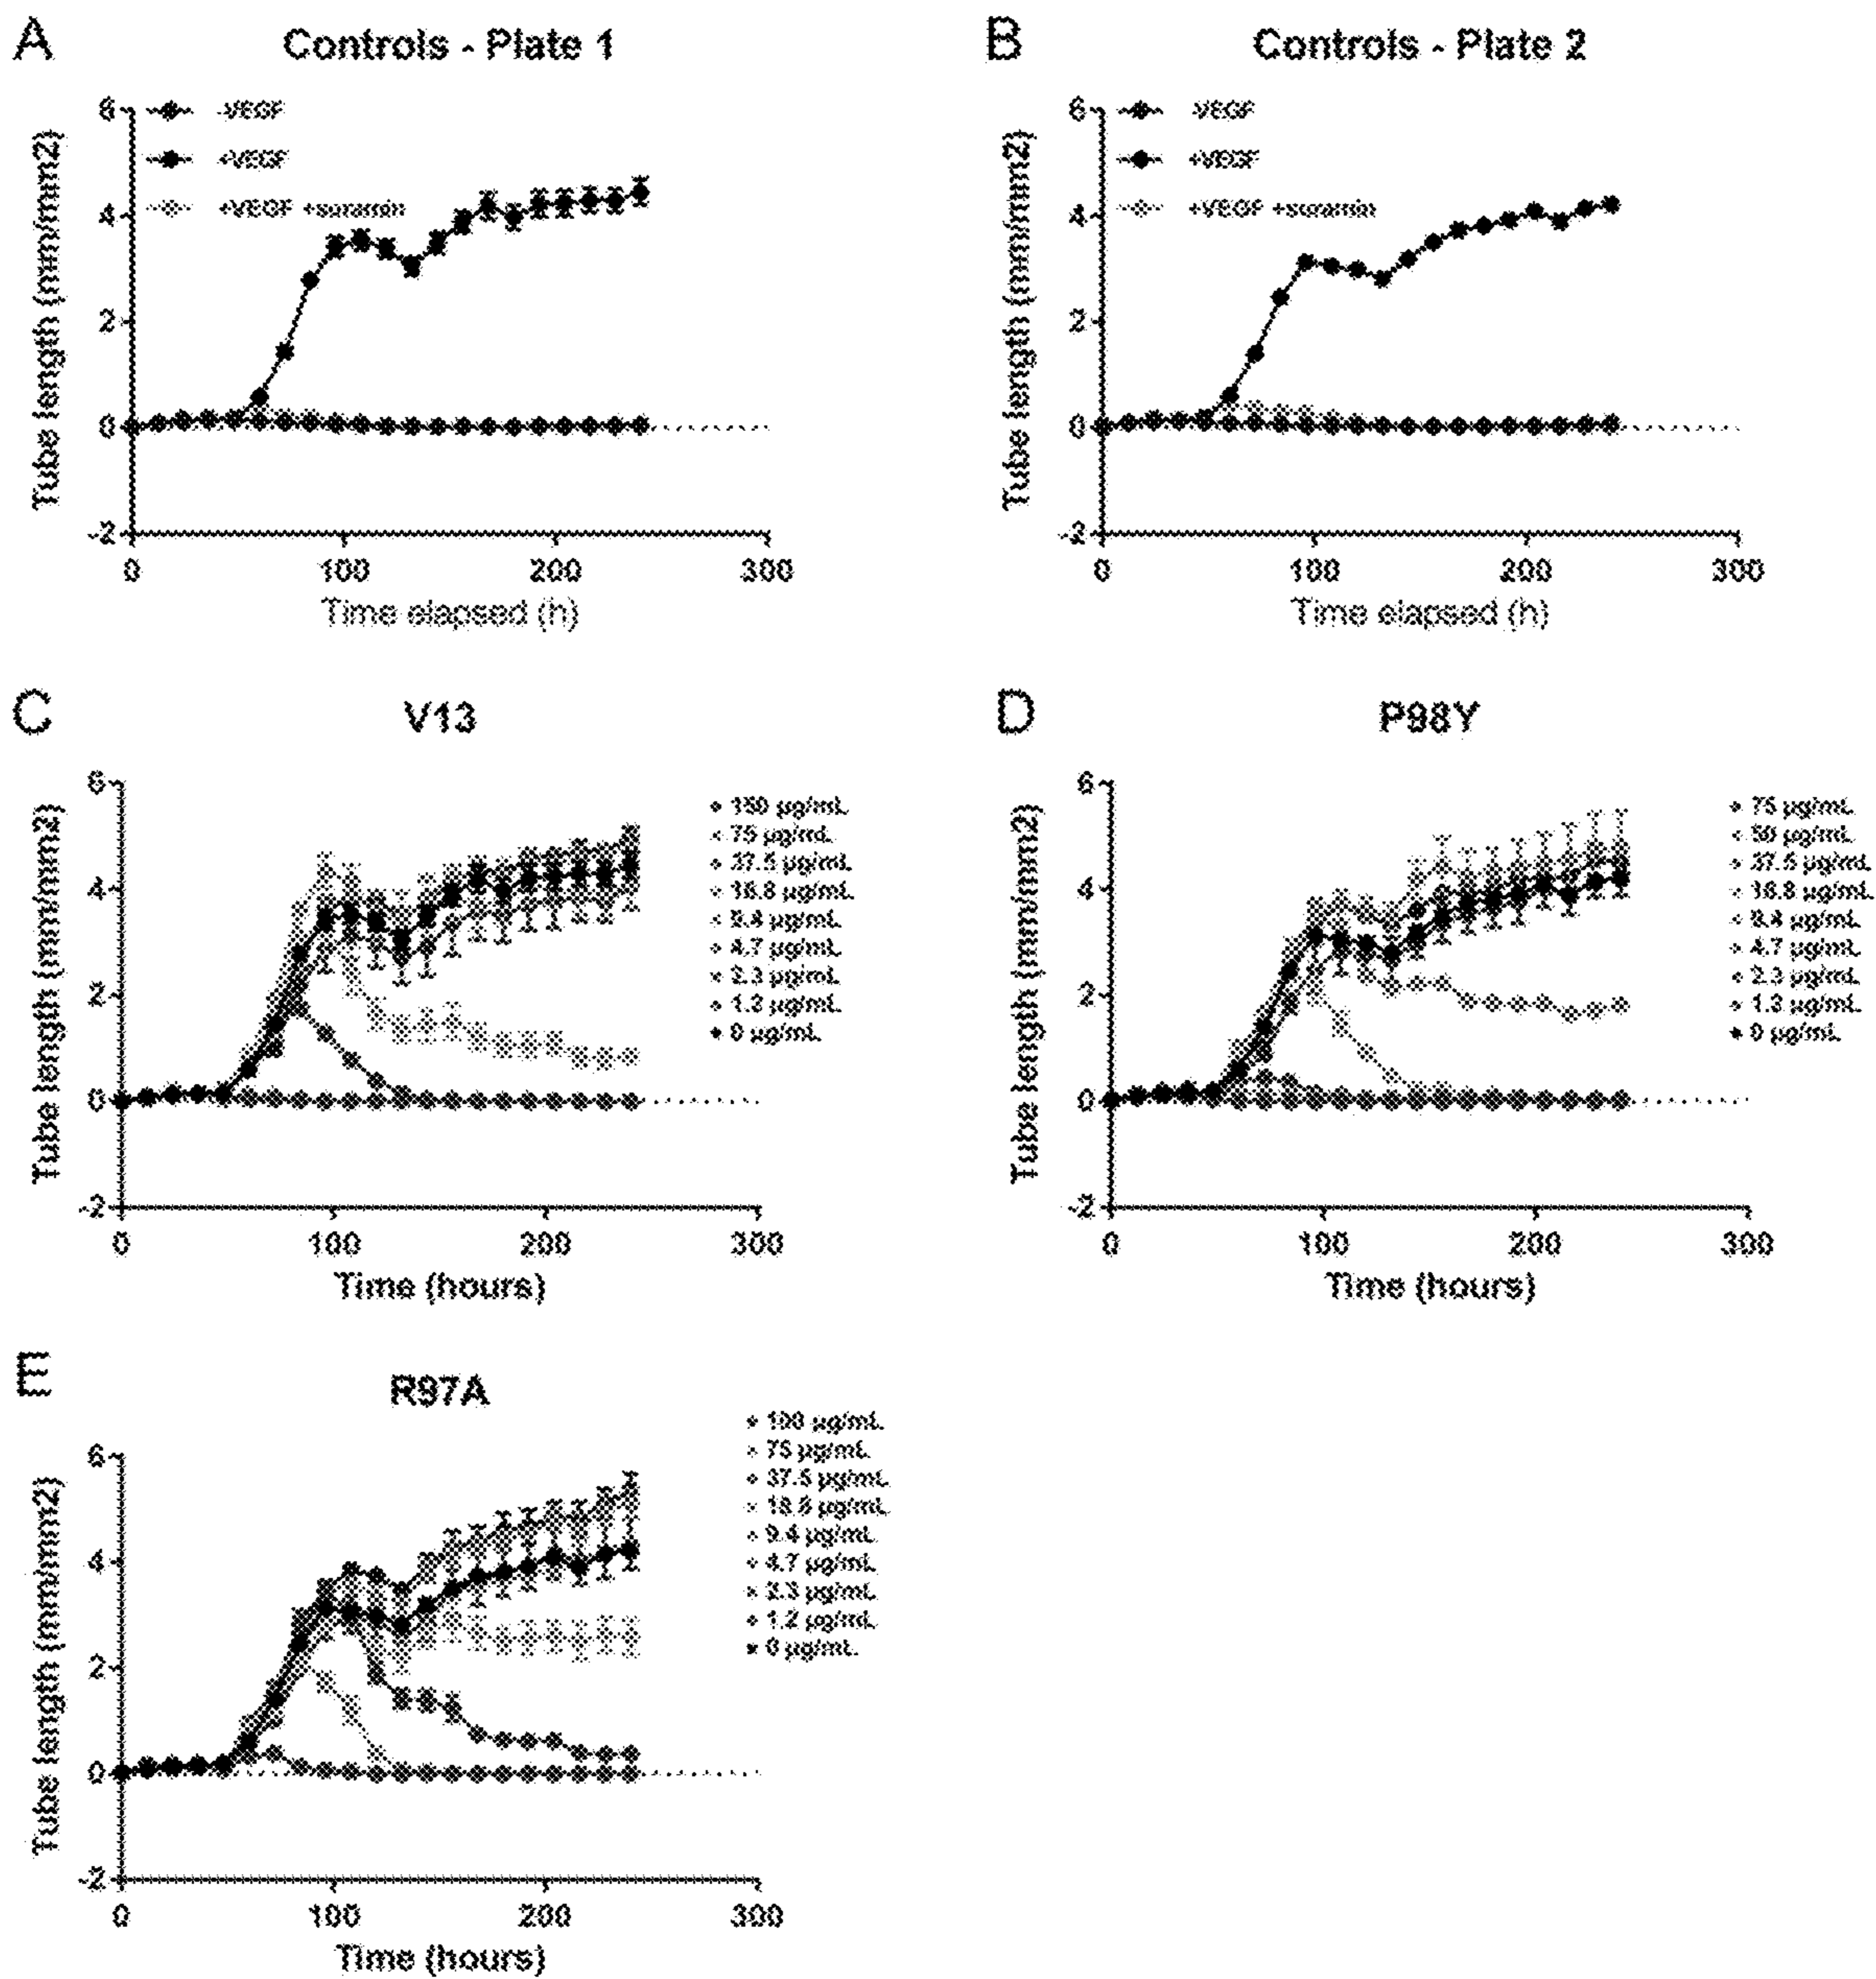 A
Controls - Plate 1
-VEGF
+VEGF
+VEGF +suramin
6
4
2
0
-2
Tube length (mm/mm2)
0 100 200 300
Time elapsed (h)
B
Controls - Plate 2
-VEGF
+VEGF
+VEGF +suramin
6
4
2
0
-2
Tube length (mm/mm2)
0 100 200 300
Time elapsed (h)
C
V13
6
4
2
0
-2
Tube length (mm/mm2)
0 100 200 300
Time (hours)
150 µg/mL
75 µg/mL
37.5 µg/mL
18.8 µg/mL
9.4 µg/mL
4.7 µg/mL
2.3 µg/mL
1.2 µg/mL
0 µg/mL
D
P98Y
6
4
2
0
-2
Tube length (mm/mm2)
0 100 200 300
Time (hours)
75 µg/mL
50 µg/mL
37.5 µg/mL
18.8 µg/mL
9.4 µg/mL
4.7 µg/mL
2.3 µg/mL
1.2 µg/mL
0 µg/mL
E
R97A
6
4
2
0
-2
Tube length (mm/mm2)
0 100 200 300
Time (hours)
100 µg/mL
75 µg/mL
37.5 µg/mL
18.8 µg/mL
9.4 µg/mL
4.7 µg/mL
2.3 µg/mL
1.2 µg/mL
0 µg/mL